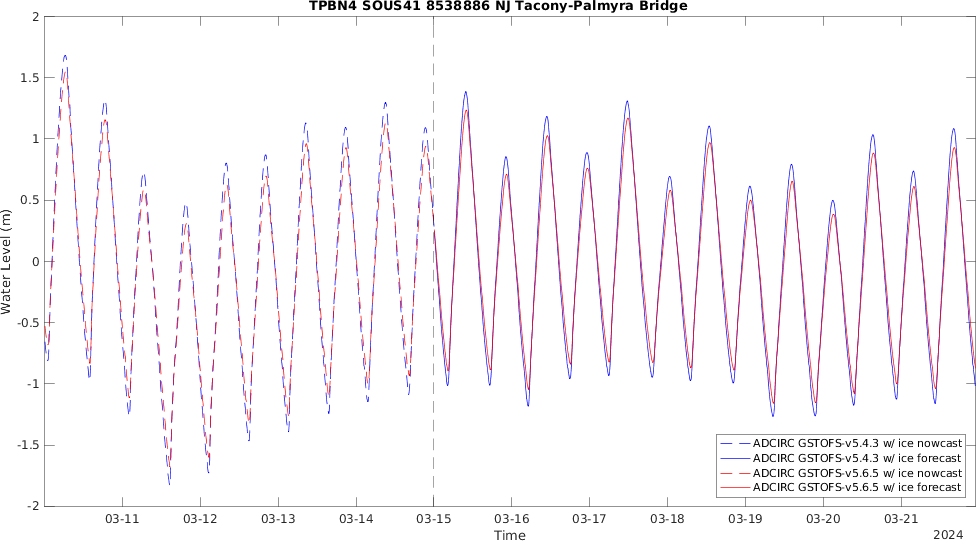 TPBN4 SOUS41 8538886 NJ Tacony-Palmyra Bridge
2
1.5
1
0.5
0
-0.5
-1
-1.5
-2
Water Level (m)
ADCIRC GSTOFS-v5.4.3 w/ ice nowcast
ADCIRC GSTOFS-v5.4.3 w/ ice forecast
ADCIRC GSTOFS-v5.6.5 w/ ice nowcast
ADCIRC GSTOFS-v5.6.5 w/ ice forecast
03-11 03-12 03-13 03-14 03-15 03-16 03-17 03-18 03-19 03-20 03-21
Time
2024